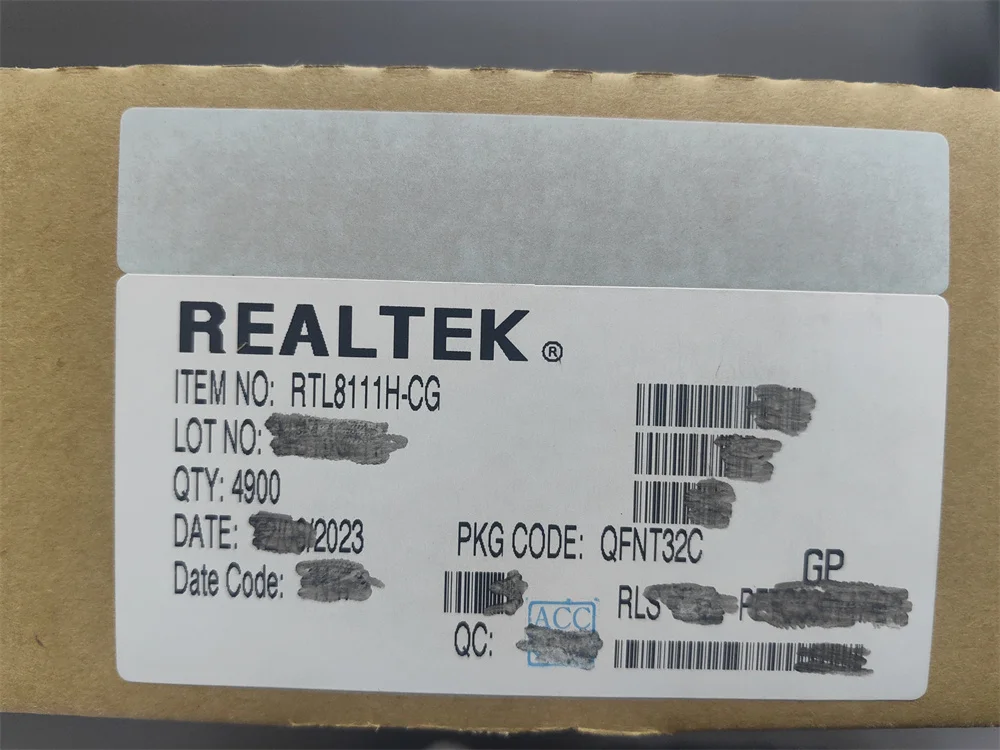 REALTEK ®
ITEM NO: RTL8111H-CG
LOT NO:
QTY: 4900
DATE: /2023
Date Code:
PKG CODE: QFNT32C
GP
RLS
ACC
QC: